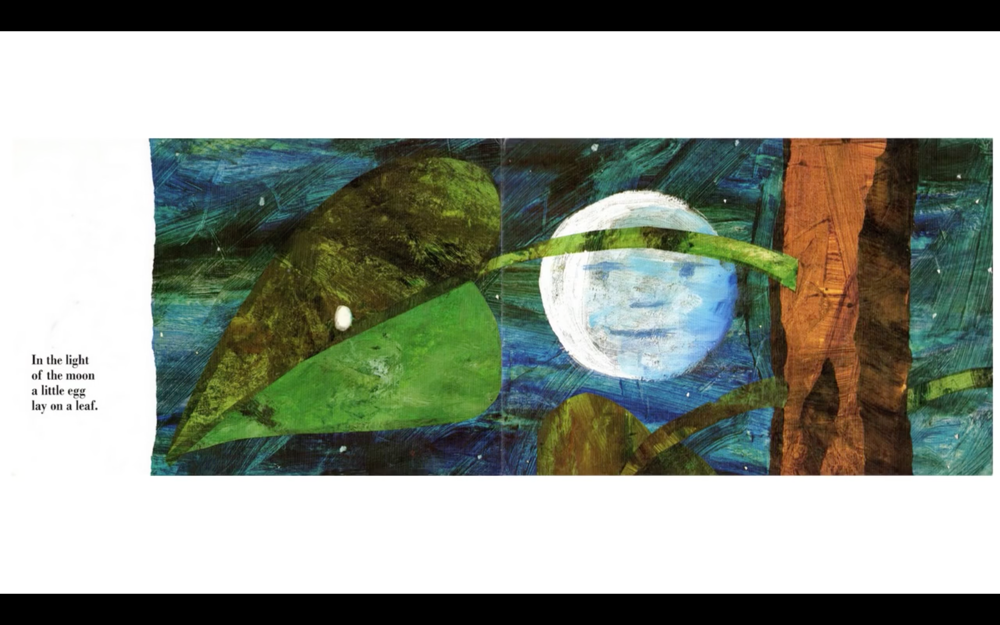 In the light
of the moon
a little egg
lay on a leaf.